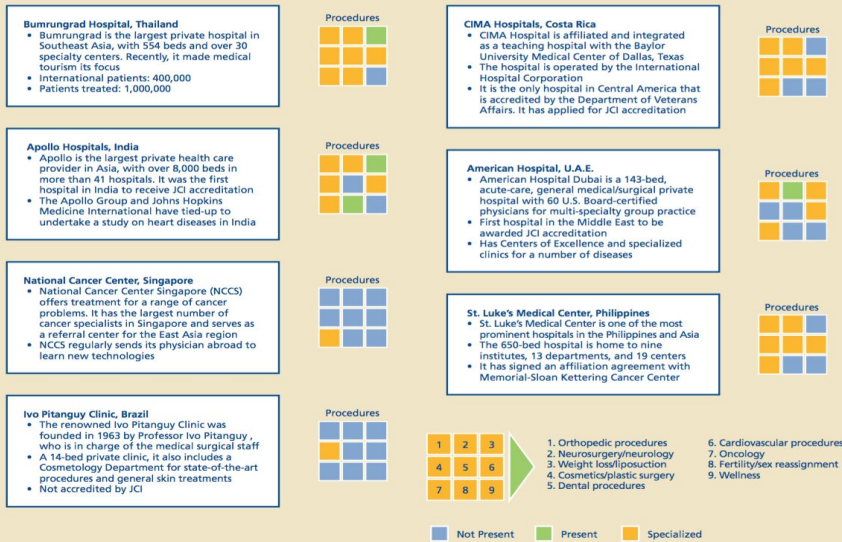 Bumrungrad Hospital, Thailand
• Bumrungrad is the largest private hospital in
Southeast Asia, with 554 beds and over 30
specialty centers. Recently, it made medical
tourism its focus
• International patients: 400,000
• Patients treated: 1,000,000
Procedures
Apollo Hospitals, India
• Apollo is the largest private health care
provider in Asia, with over 8,000 beds in
more than 41 hospitals. It was the first
hospital in India to receive JCI accreditation
• The Apollo Group and Johns Hopkins
Medicine International have tied-up to
undertake a study on heart diseases in India
Procedures
National Cancer Center, Singapore
• National Cancer Center Singapore (NCCS)
offers treatment for a range of cancer
problems. It has the largest number of
cancer specialists in Singapore and serves as
a referral center for the East Asia region
• NCCS regularly sends its physician abroad to
learn new technologies
Procedures
Ivo Pitanguy Clinic, Brazil
• The renowned Ivo Pitanguy Clinic was
founded in 1963 by Professor Ivo Pitanguy ,
who is in charge of the medical surgical staff
• A 14-bed private clinic, it also includes a
Cosmetology Department for state-of-the-art
procedures and general skin treatments
• Not accredited by JCI
Procedures
CIMA Hospitals, Costa Rica
• CIMA Hospital is affiliated and integrated
as a teaching hospital with the Baylor
University Medical Center of Dallas, Texas
• The hospital is operated by the International
Hospital Corporation
• It is the only hospital in Central America that
is accredited by the Department of Veterans
Affairs. It has applied for JCI accreditation
Procedures
American Hospital, U.A.E.
• American Hospital Dubai is a 143-bed,
acute-care, general medical/surgical private
hospital with 60 U.S. Board-certified
physicians for multi-specialty group practice
• First hospital in the Middle East to be
awarded JCI accreditation
• Has Centers of Excellence and specialized
clinics for a number of diseases
Procedures
St. Luke's Medical Center, Philippines
• St. Luke's Medical Center is one of the most
prominent hospitals in the Philippines and Asia
• The 650-bed hospital is home to nine
institutes, 13 departments, and 19 centers
• It has signed an affiliation agreement with
Memorial-Sloan Kettering Cancer Center
Procedures
1 2 3
4 5 6
7 8 9
1. Orthopedic procedures
2. Neurosurgery/neurology
3. Weight loss/liposuction
4. Cosmetics/plastic surgery
5. Dental procedures
6. Cardiovascular procedures
7. Oncology
8. Fertility/sex reassignment
9. Wellness
Not Present Present Specialized